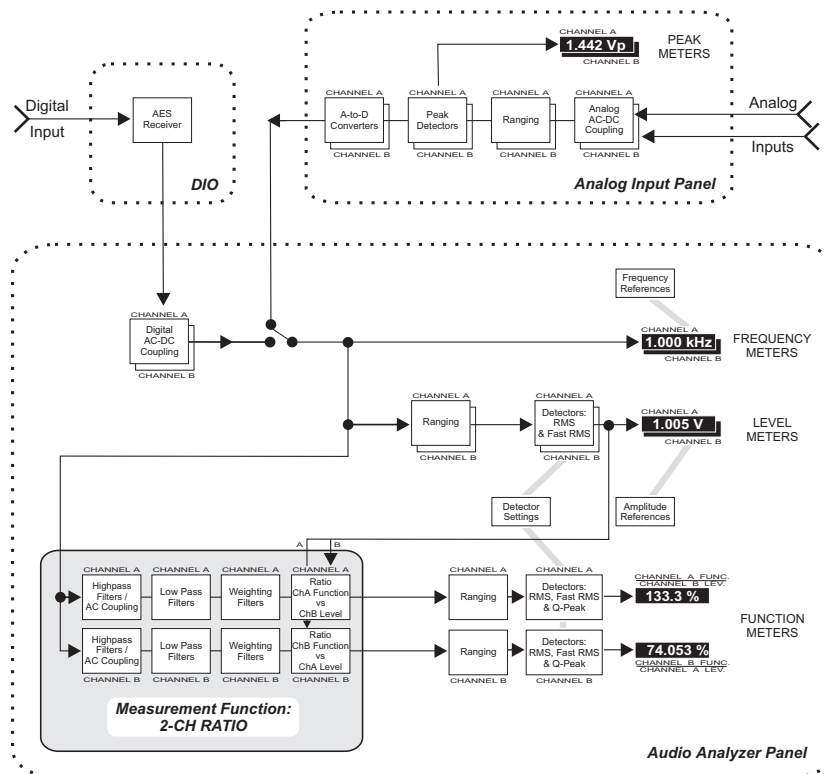 CHANNEL A
1.442 Vp
CHANNEL B
PEAK
METERS
Digital
Input
AES
Receiver
DIO
CHANNEL A
A-to-D
Converters
CHANNEL B
CHANNEL A
Peak
Detectors
CHANNEL B
CHANNEL A
Ranging
CHANNEL B
CHANNEL A
Analog
AC-DC
Coupling
CHANNEL B
Analog
Inputs
Analog Input Panel
Frequency
References
CHANNEL A
Digital
AC-DC
Coupling
CHANNEL B
CHANNEL A
1.000 kHz
CHANNEL B
FREQUENCY
METERS
CHANNEL A
Ranging
CHANNEL B
CHANNEL A
Detectors:
RMS
& Fast RMS
CHANNEL B
CHANNEL A
1.005 V
CHANNEL B
LEVEL
METERS
Detector
Settings
Amplitude
References
A
B
CHANNEL A
Highpass
Filters /
AC Coupling
CHANNEL A
Low Pass
Filters
CHANNEL A
Weighting
Filters
CHANNEL A
Ratio
ChA Function
vs
ChB Level
CHANNEL A
Ranging
CHANNEL A
Detectors:
RMS, Fast RMS
& Q-Peak
CHANNEL A FUNC.
CHANNEL B LEV.
133.3 %
Highpass
Filters /
AC Coupling
CHANNEL B
Low Pass
Filters
CHANNEL B
Weighting
Filters
CHANNEL B
Ratio
ChB Function
vs
ChA Level
CHANNEL B
Ranging
CHANNEL B
Detectors:
RMS, Fast RMS
& Q-Peak
CHANNEL B
74.053 %
CHANNEL B FUNC.
CHANNEL A LEV.
FUNCTION
METERS
Measurement Function:
2-CH RATIO
Audio Analyzer Panel